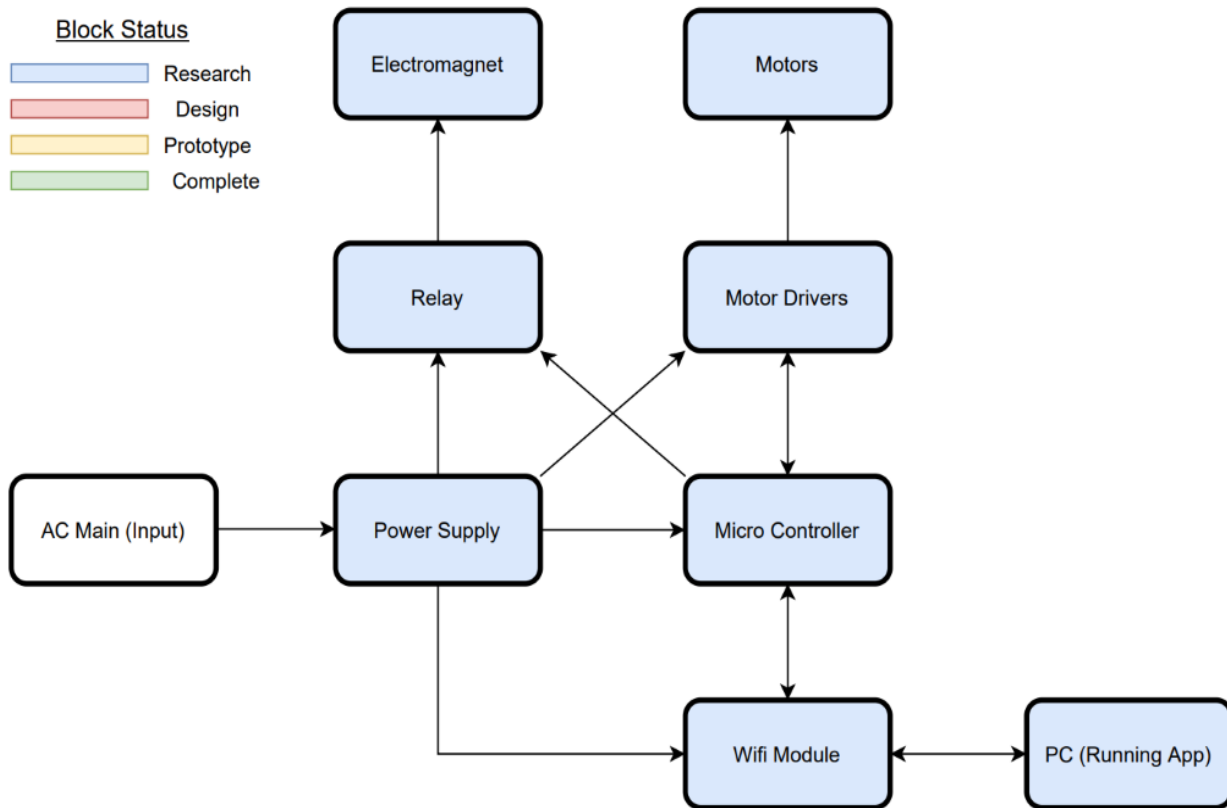 Block Status
Research
Design
Prototype
Complete
Electromagnet
Motors
Relay
Motor Drivers
AC Main (Input)
Power Supply
Micro Controller
Wifi Module
PC (Running App)